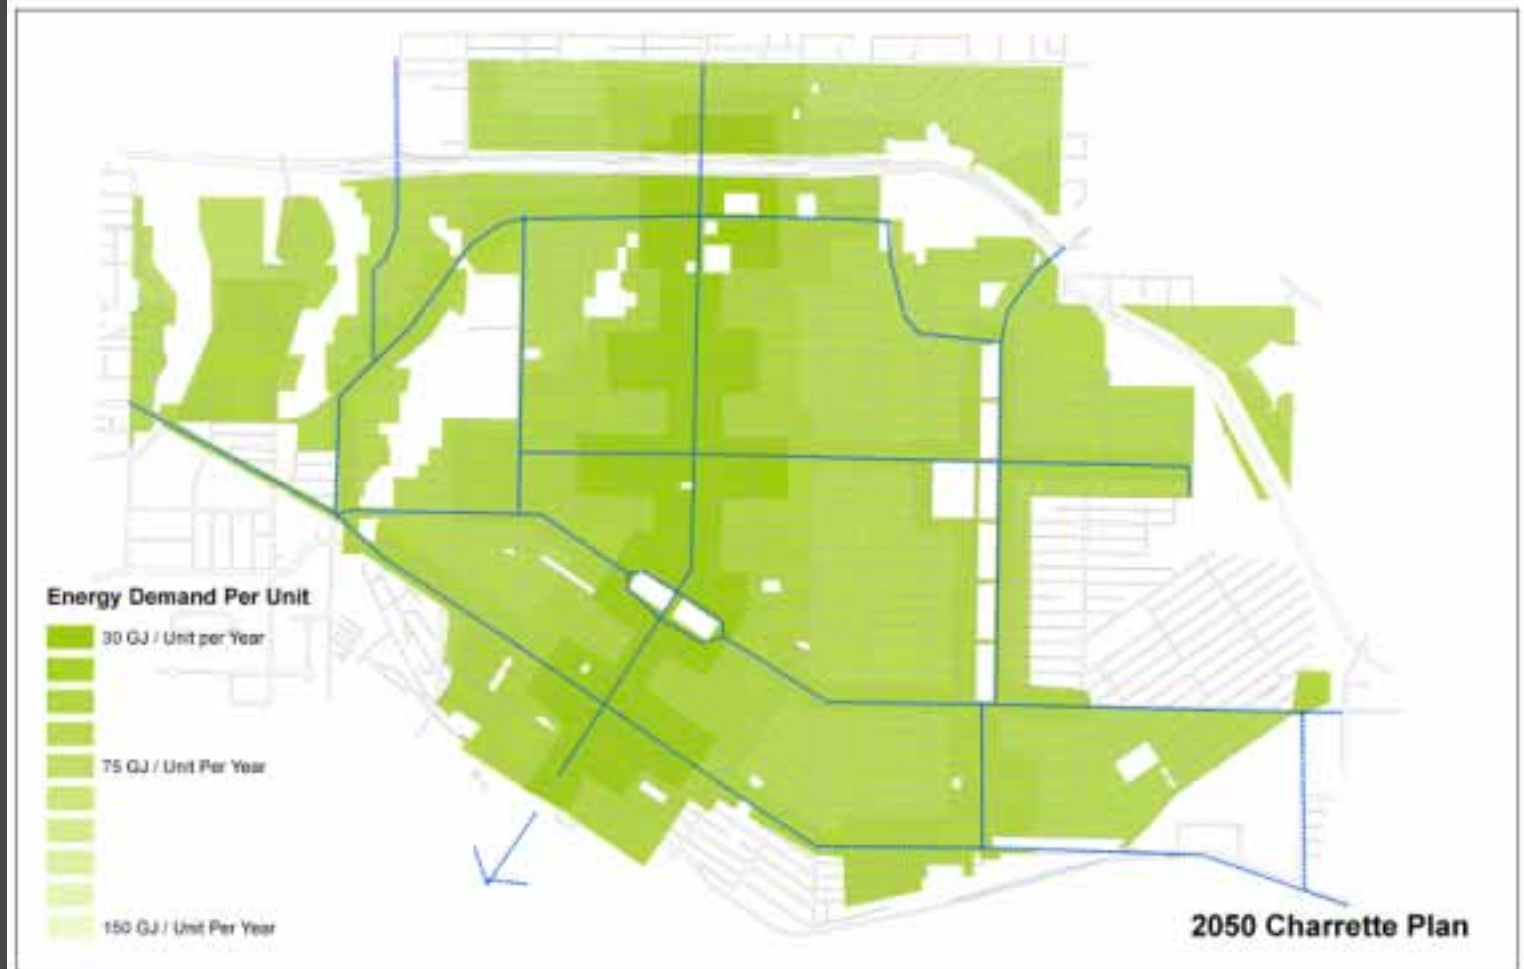 Energy Demand Per Unit
30 GJ / Unit per Year
75 GJ / Unit Per Year
150 GJ / Unit Per Year
2050 Charrette Plan